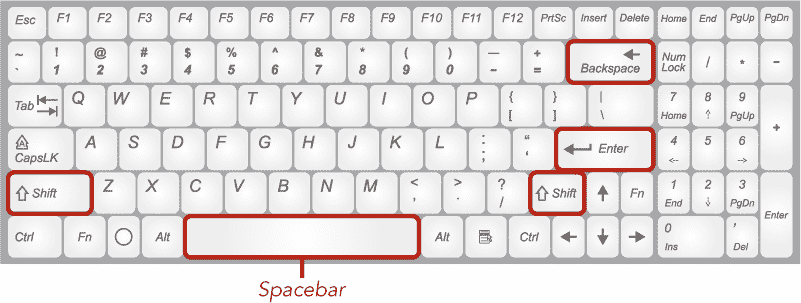 Esc F1 F2 F3 F4 F5 F6 F7 F8 F9 F10 F11 F12 PrtSc Insert Delete Home End PgUp PgDn
~ ! @ # $ % ^ & * ( ) — + Backspace Num / * -
` 1 2 3 4 5 6 7 8 9 0 - = Lock
Tab Q W E R T Y U I O P { } | 7 8 9 +
[ ] \ Home ↑ PgUp
A CapsLK A S D F G H J K L : “ Enter 4 5 6
; ‘ ← →
Shift Z X C V B N M < > ? Shift ↑ Fn 1 2 3 Enter
, . / End ↓ PgDn
Ctrl Fn Alt Alt Ctrl ← ↓ → 0 .
Ins Del
Spacebar